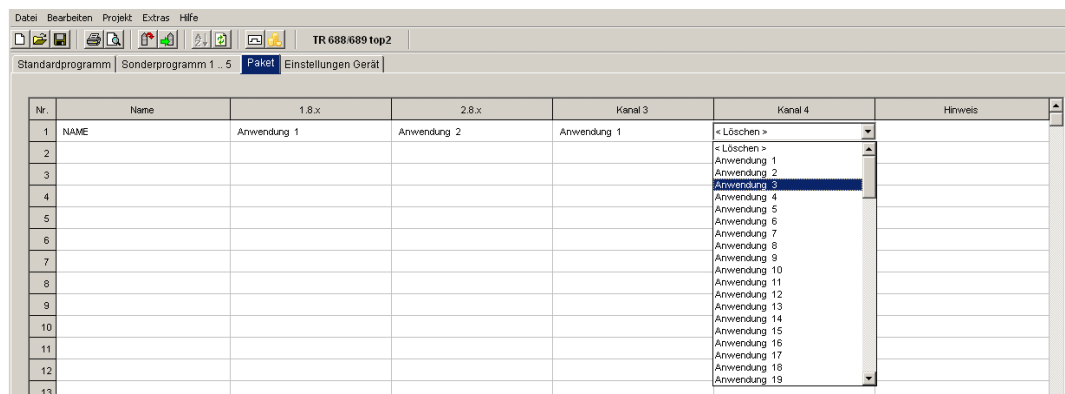 Datei Bearbeiten Projekt Extras Hilfe
TR 688/689 top2
Standardprogramm Sonderprogramm 1 .. 5 Paket Einstellungen Gerät
Nr. Name 1.8.x 2.8.x Kanal 3 Kanal 4 Hinweis
1 NAME Anwendung 1 Anwendung 2 Anwendung 1 < Löschen >
< Löschen >
Anwendung 1
Anwendung 2
Anwendung 3
Anwendung 4
Anwendung 5
Anwendung 6
Anwendung 7
Anwendung 8
Anwendung 9
Anwendung 10
Anwendung 11
Anwendung 12
Anwendung 13
Anwendung 14
Anwendung 15
Anwendung 16
Anwendung 17
Anwendung 18
Anwendung 19
2
3
4
5
6
7
8
9
10
11
12
13